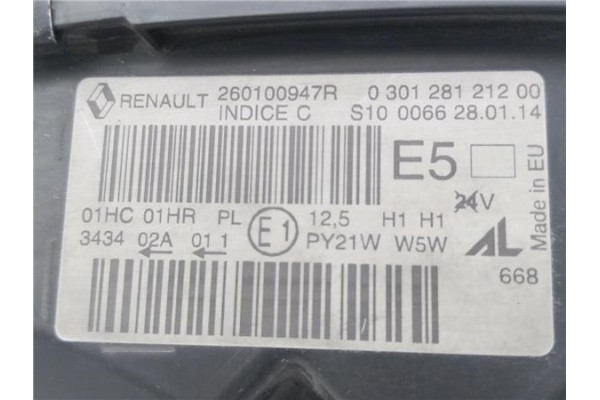 RENAULT 260100947R 0 301 281 212 00
INDICE C S10 0066 28.01.14
E5
24V
01HC 01HR PL E1 12,5 H1 H1
3434 02A 01 1 PY21W W5W AL
668
Made in EU